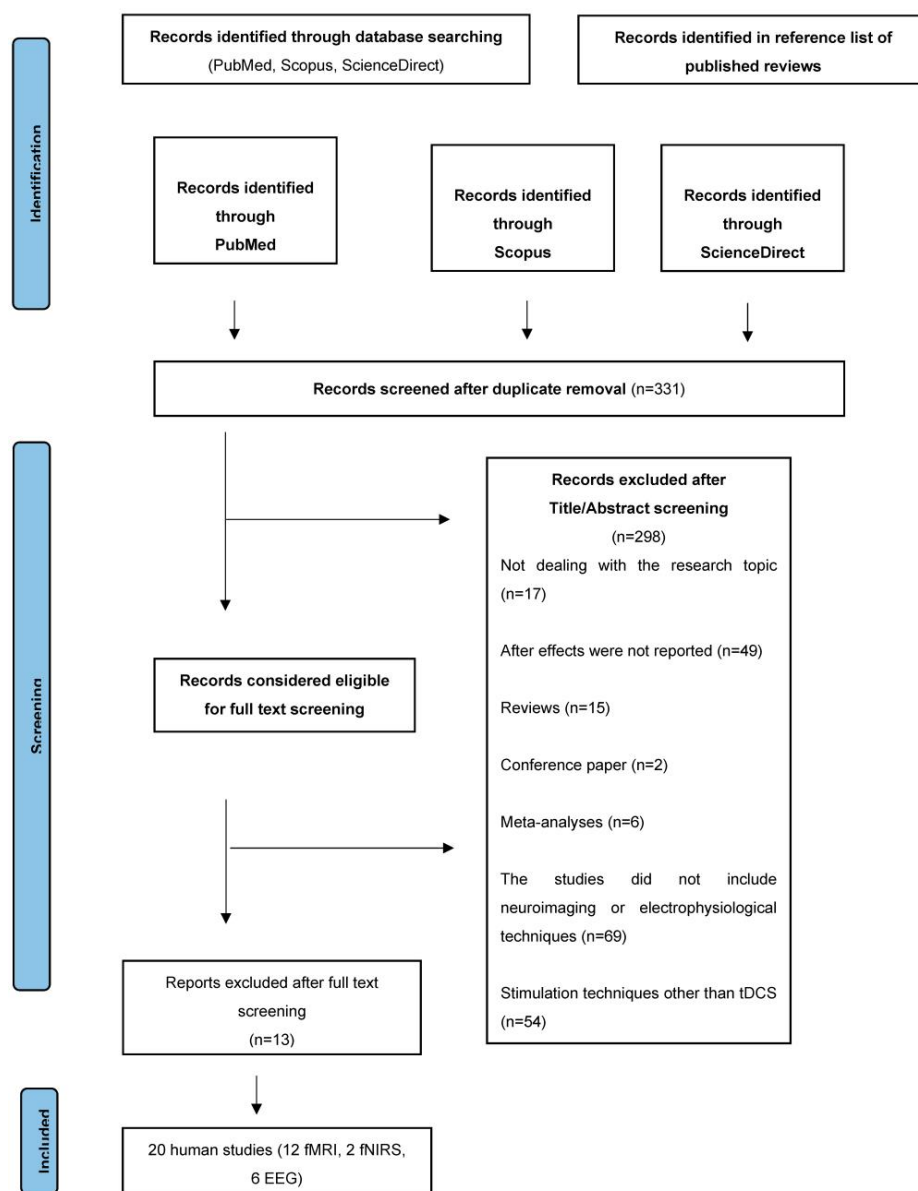 Records identified through database searching
(PubMed, Scopus, ScienceDirect)
Records identified in reference list of
published reviews
Identification
Records identified
through
PubMed
Records identified
through
Scopus
Records identified
through
ScienceDirect
Records screened after duplicate removal (n=331)
Screening
Records excluded after
Title/Abstract screening
(n=298)
Not dealing with the research topic
(n=17)
After effects were not reported (n=49)
Reviews (n=15)
Conference paper (n=2)
Meta-analyses (n=6)
The studies did not include
neuroimaging or electrophysiological
techniques (n=69)
Stimulation techniques other than tDCS
(n=54)
Records considered eligible
for full text screening
Reports excluded after full text
screening
(n=13)
Included
20 human studies (12 fMRI, 2 fNIRS,
6 EEG)